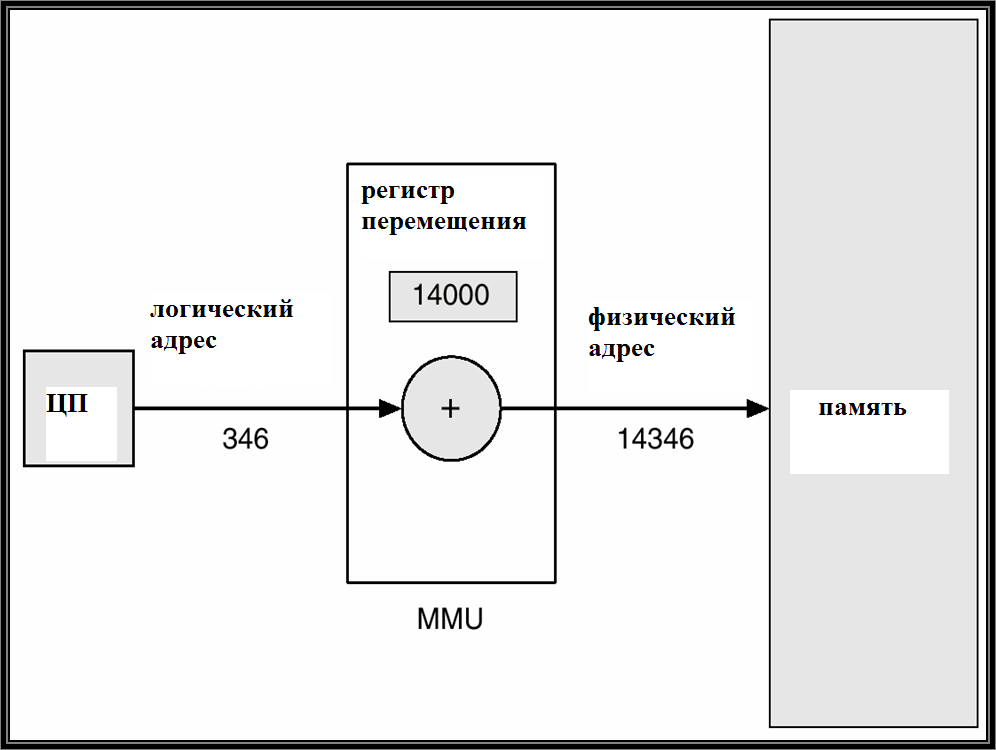 регистр
перемещения
14000
логический
адрес
физический
адрес
ЦП
+
память
346
14346
MMU